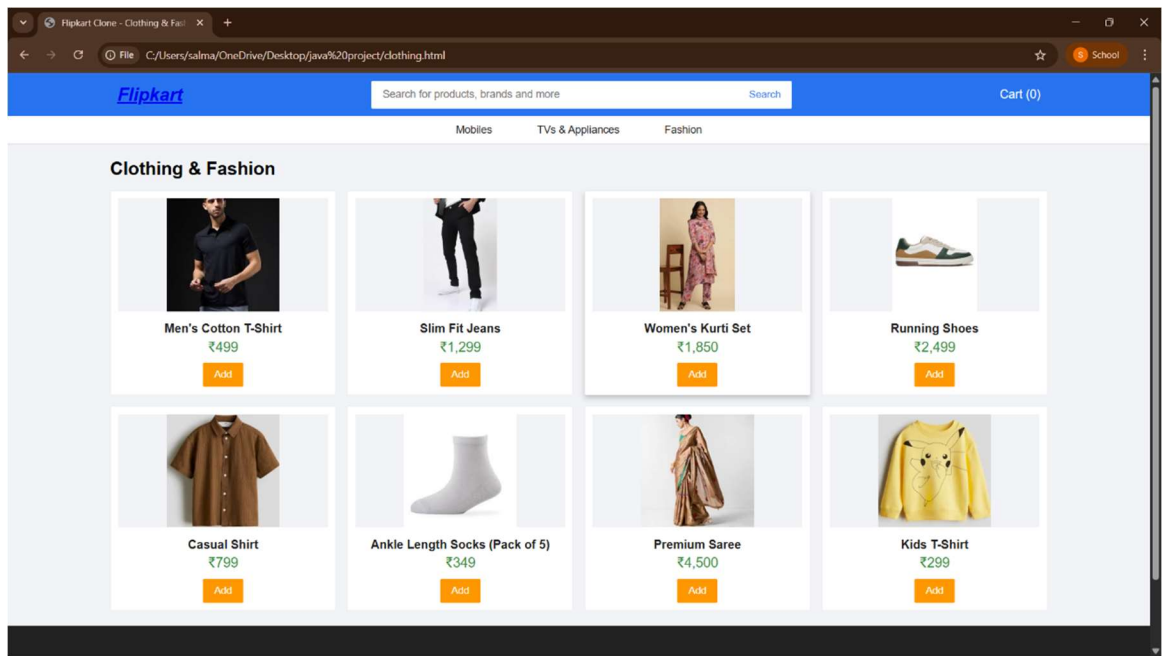 Flipkart Clone - Clothing & Fas
File C:/Users/salma/OneDrive/Desktop/java%20project/clothing.html
S School
Flipkart Search for products, brands and more Search Cart (0)
Mobiles TVs & Appliances Fashion
Clothing & Fashion
Men's Cotton T-Shirt Slim Fit Jeans Women's Kurti Set Running Shoes
₹499 ₹1,299 ₹1,850 ₹2,499
Add Add Add Add
Casual Shirt Ankle Length Socks (Pack of 5) Premium Saree Kids T-Shirt
₹799 ₹349 ₹4,500 ₹299
Add Add Add Add